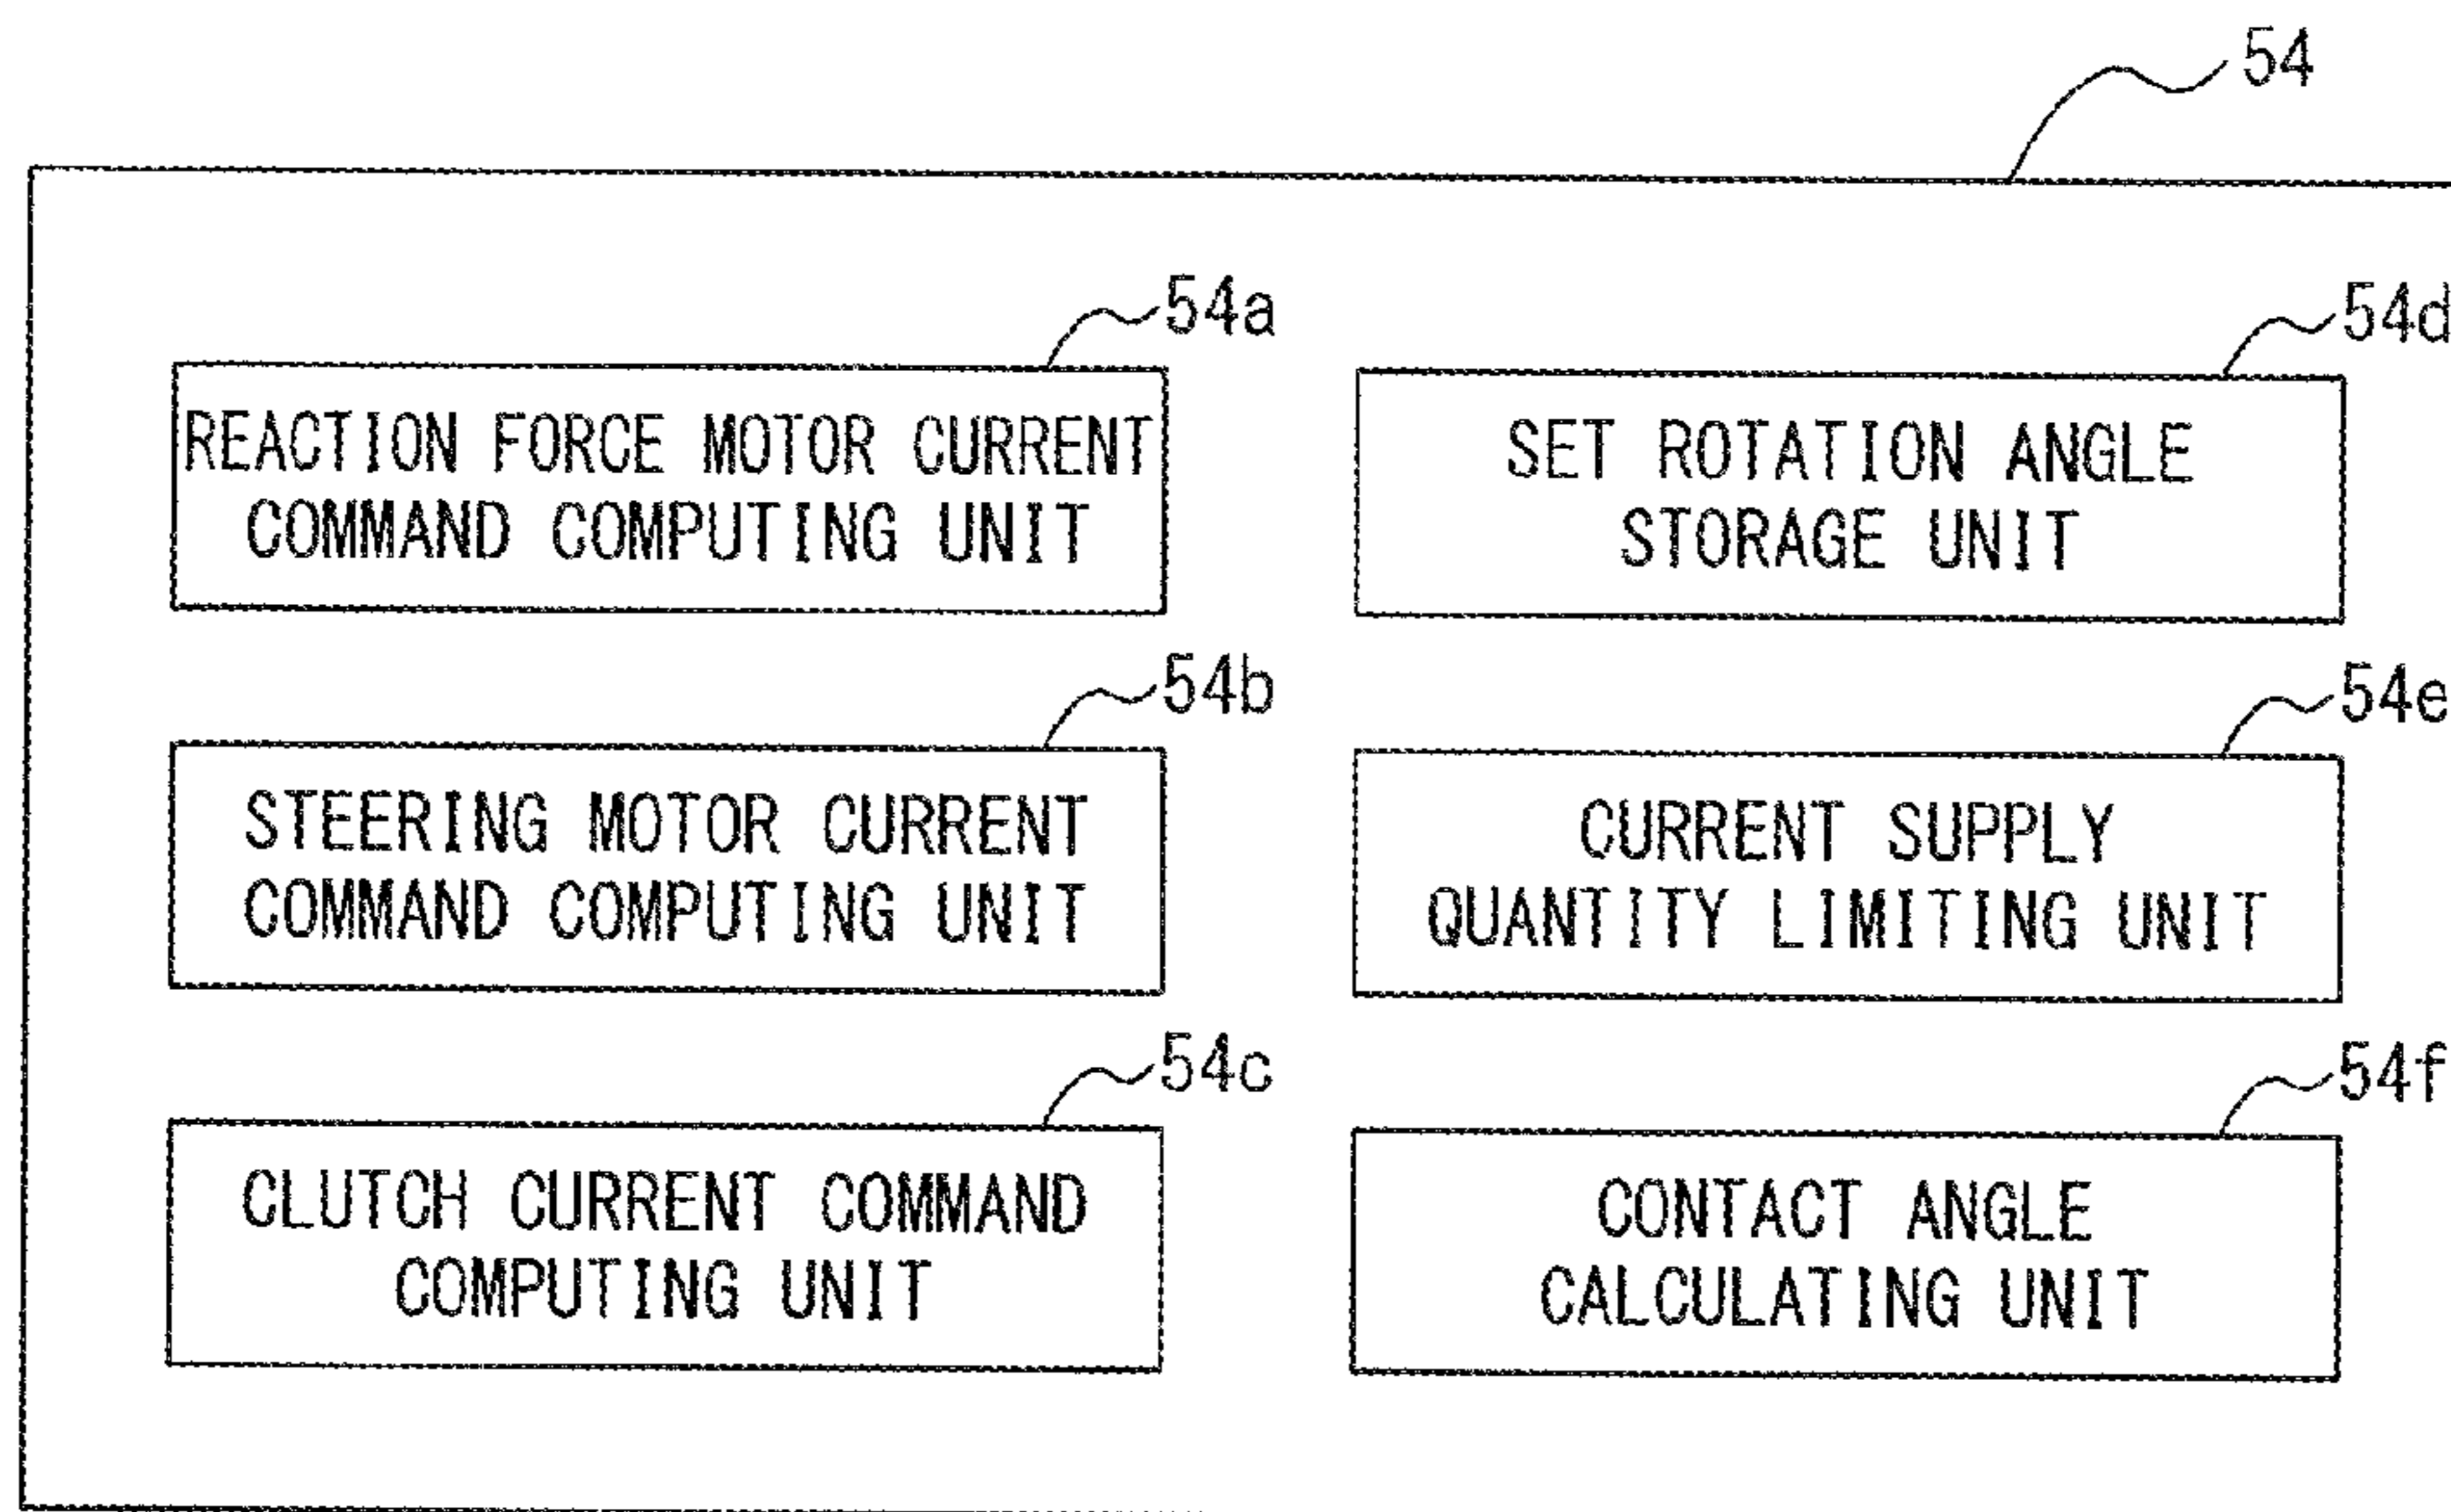 54
54a
REACTION FORCE MOTOR CURRENT
COMMAND COMPUTING UNIT
54b
STEERING MOTOR CURRENT
COMMAND COMPUTING UNIT
54c
CLUTCH CURRENT COMMAND
COMPUTING UNIT
54d
SET ROTATION ANGLE
STORAGE UNIT
54e
CURRENT SUPPLY
QUANTITY LIMITING UNIT
54f
CONTACT ANGLE
CALCULATING UNIT